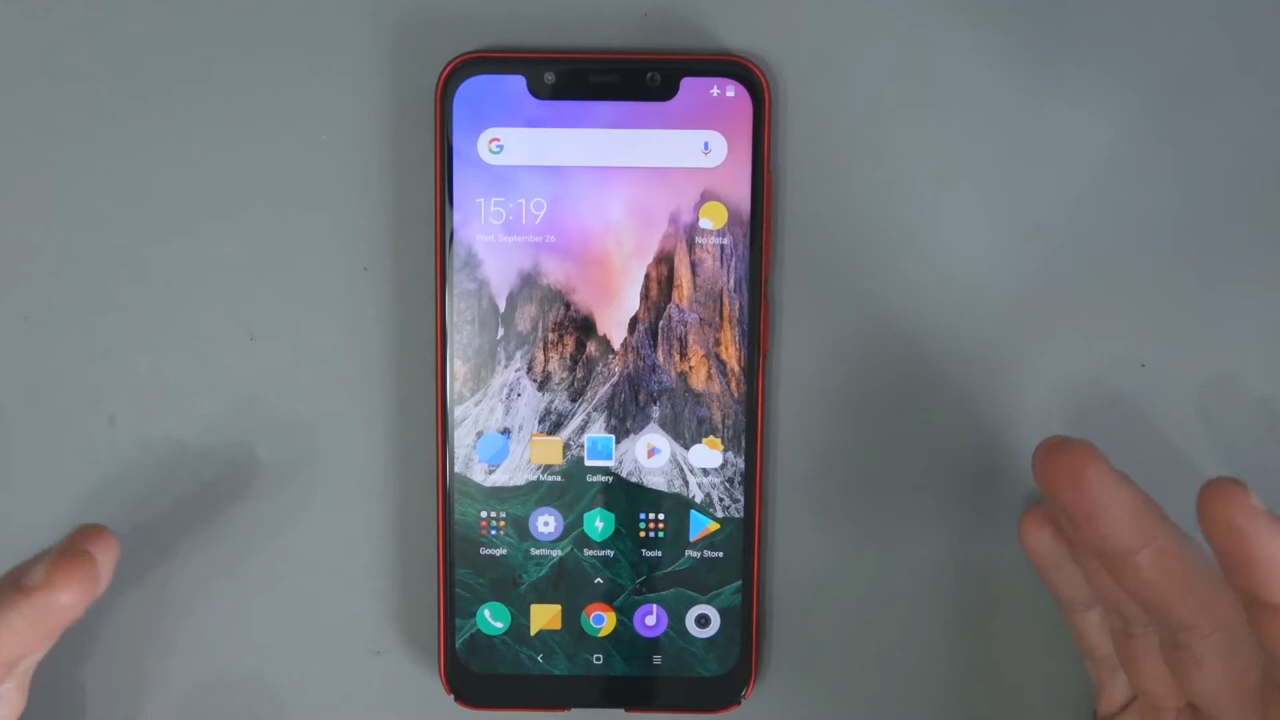 15:19
Wed, September 26
No data
Gallery
Google
Settings
Security
Tools
Play Store